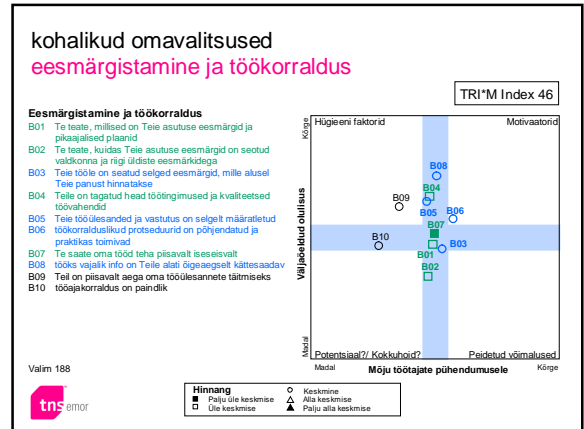 kohalikud omavalitsused
eesmärgistamine ja töökorraldus
TRI*M Index 46
Eesmärgistamine ja töökorraldus
B01 Te teate, millised on Teie asutuse eesmärgid ja
pikaajalised plaanid
B02 Te teate, kuidas Teie asutuse eesmärgid on seotud
valdkonna ja riigi üldiste eesmärkidega
B03 Teie tööle on seatud selged eesmärgid, mille alusel
Teie panust hinnatakse
B04 Teile on tagatud head töötingimused ja kvaliteetsed
töövahendid
B05 Teie tööülesanded ja vastutus on selgelt määratletud
B06 töökorralduslikud protseduurid on põhjendatud ja
praktikas toimivad
B07 Te saate oma tööd teha piisavalt iseseisvalt
B08 tööks vajalik info on Teile alati õigeaegselt kättesaadav
B09 Teil on piisavalt aega oma tööülesannete täitmiseks
B10 tööajakorraldus on paindlik
Kõrge
Hügieeni faktorid
Motivaatorid
Väljaöeldud olulisus
B08
B04
B09
B05
B06
B07
B10
B03
B01
B02
Madal
Potentsiaal?/ Kokkuhoid?
Peidetud võimalused
Madal
Mõju töötajate pühendumusele
Kõrge
Valim 188
tns emor
Hinnang
Palju üle keskmise
Üle keskmise
Keskmine
Alla keskmise
Palju alla keskmise